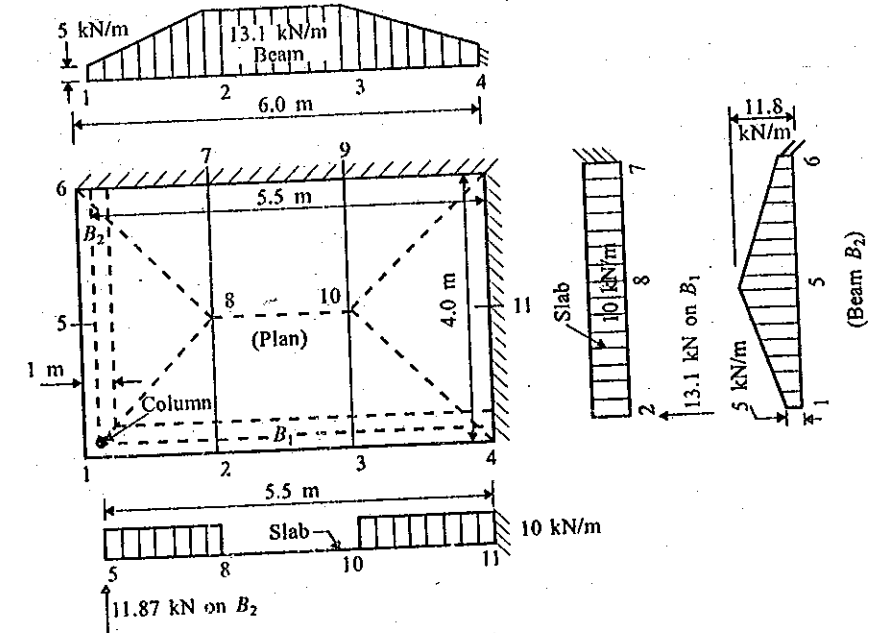 5 kN/m
13.1 kN/m
Beam
1
2
3
4
6.0 m
7
9
6
5.5 m
B₂
8
10
(Plan)
4.0 m
11
5
1 m
Column
B₁
1
2
3
4
5.5 m
Slab
10 kN/m
5
8
10
11
11.87 kN on B₂
7
8
2
Slab
10 kN/m
13.1 kN on B₁
11.8
kN/m
6
5
1
5 kN/m
(Beam B₂)